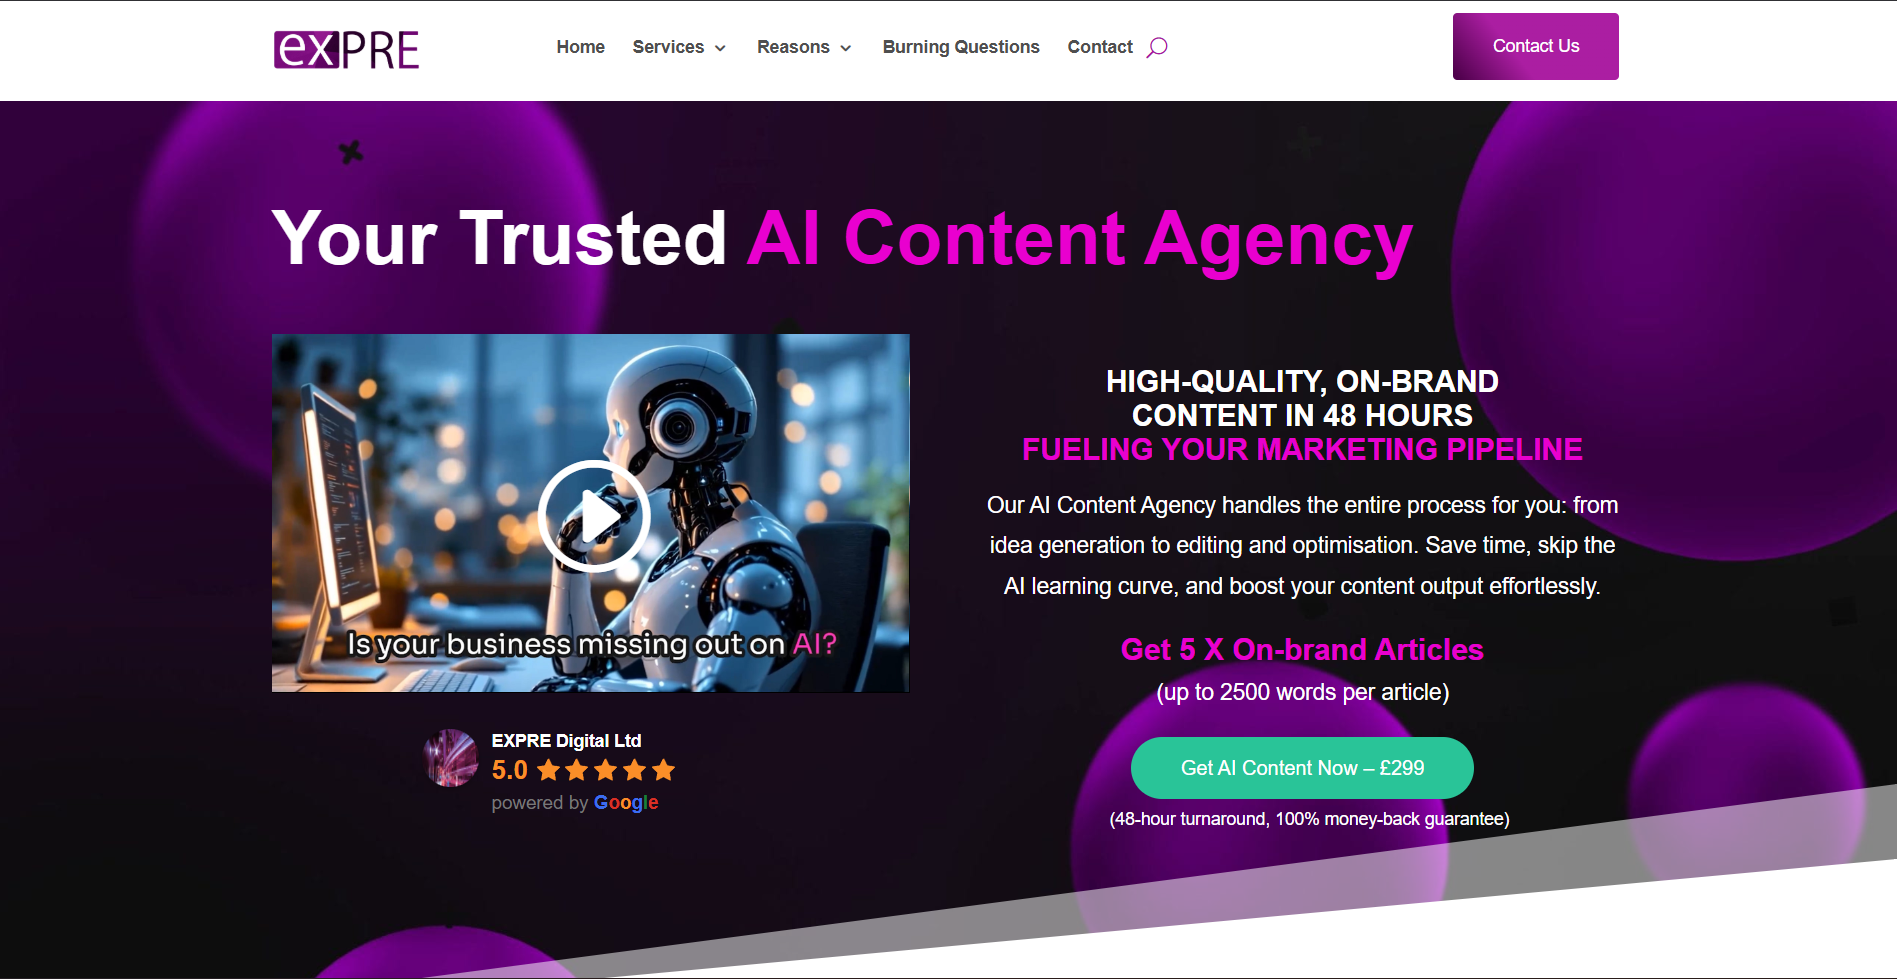 exPRE
Home Services Reasons Burning Questions Contact
Contact Us
Your Trusted AI Content Agency
Is your business missing out on AI?
EXPRE Digital Ltd
5.0
powered by Google
HIGH-QUALITY, ON-BRAND
CONTENT IN 48 HOURS
FUELING YOUR MARKETING PIPELINE
Our AI Content Agency handles the entire process for you: from
idea generation to editing and optimisation. Save time, skip the
AI learning curve, and boost your content output effortlessly.
Get 5 X On-brand Articles
(up to 2500 words per article)
Get AI Content Now – £299
(48-hour turnaround, 100% money-back guarantee)